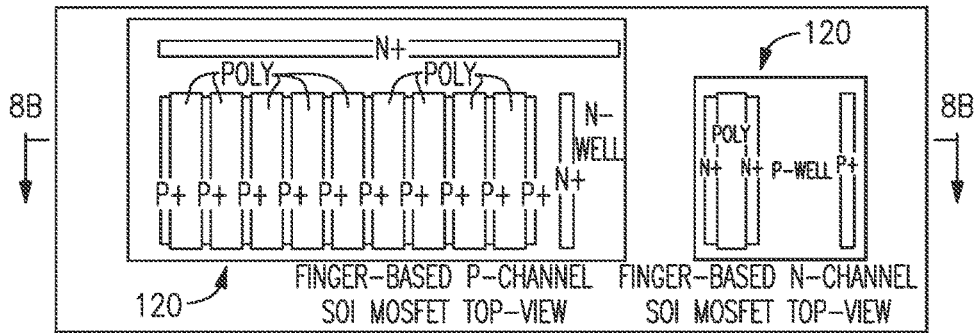 N+
120
POLY POLY
8B 8B
N-
WELL
POLY
N+ N+ P-WELL P+
P+ P+ P+ P+ P+ P+ P+ P+ P+ P+ N+
FINGER-BASED P-CHANNEL
SOI MOSFET TOP-VIEW
FINGER-BASED N-CHANNEL
SOI MOSFET TOP-VIEW
120